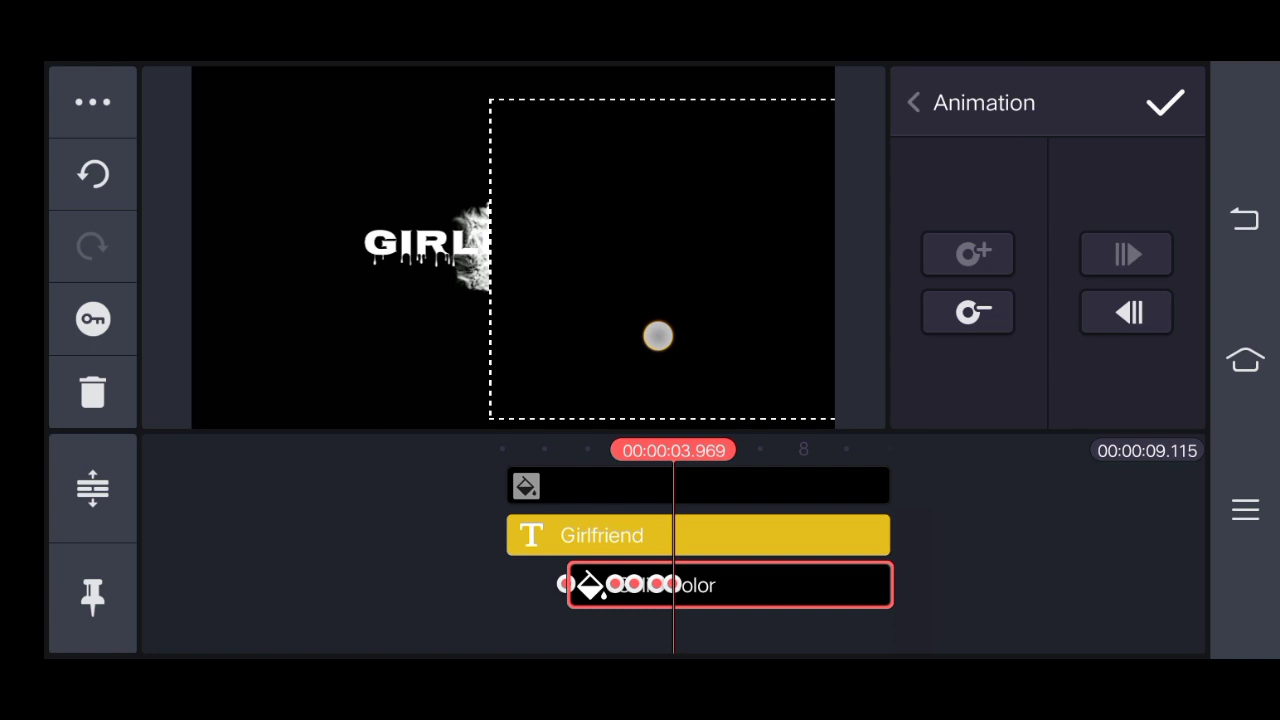 Animation
GIRL
00:00:03.969
8
00:00:09.115
T Girlfriend
olor